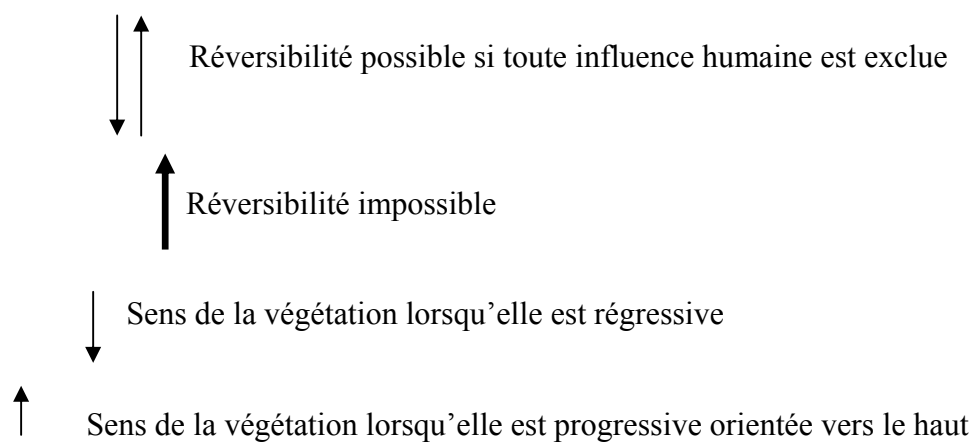 Réversibilité possible si toute influence humaine est exclue
Réversibilité impossible
Sens de la végétation lorsqu’elle est régressive
Sens de la végétation lorsqu’elle est progressive orientée vers le haut